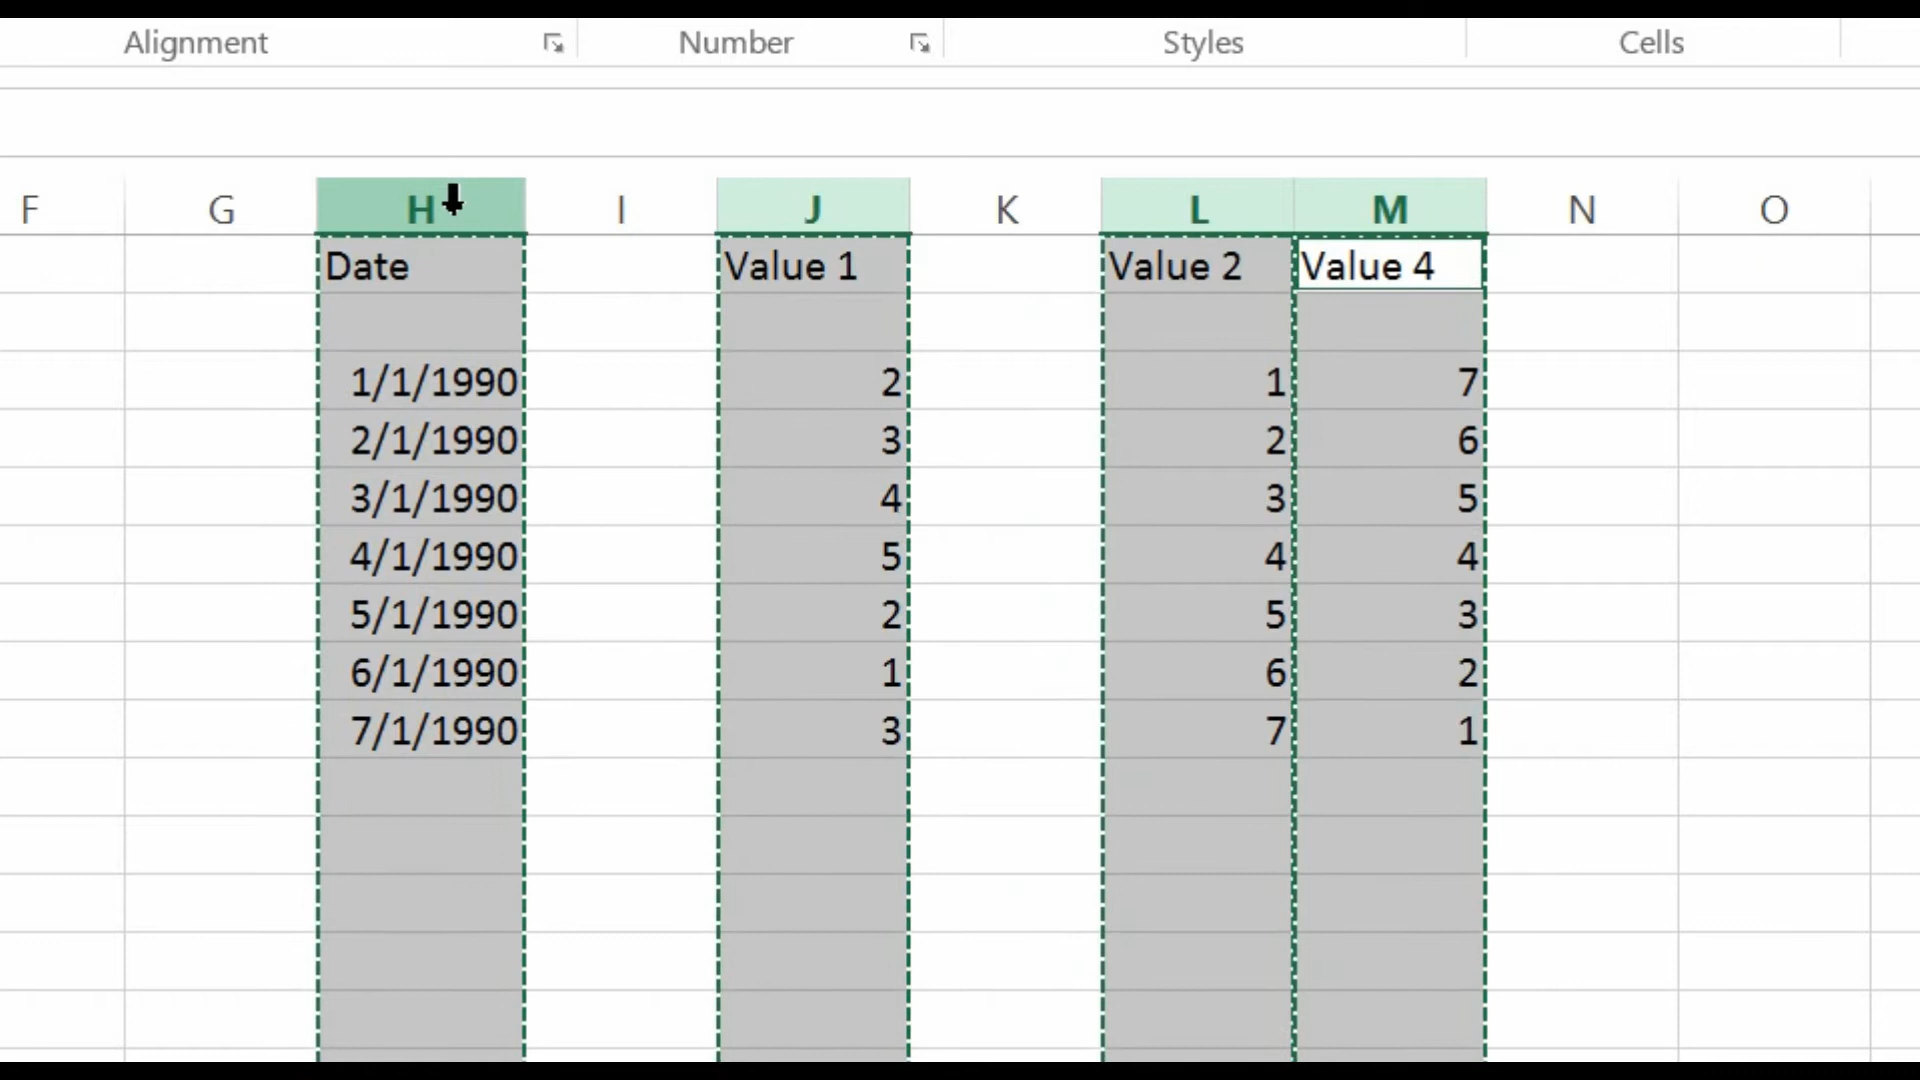 Alignment Number Styles Cells
F G H I J K L M N O
Date Value 1 Value 2 Value 4
1/1/1990 2 1 7
2/1/1990 3 2 6
3/1/1990 4 3 5
4/1/1990 5 4 4
5/1/1990 2 5 3
6/1/1990 1 6 2
7/1/1990 3 7 1